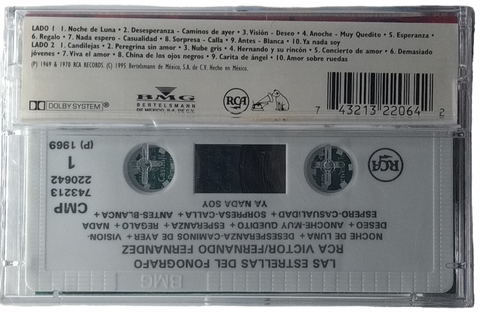 LADO 1 1. Noche de Luna • 2. Desesperanza - Caminos de ayer • 3. Visión - Deseo • 4. Anoche - Muy Quedito • 5. Esperanza
• 6. Regalo • 7. Nada espero - Casualidad • 8. Sorpresa - Calla • 9. Antes - Blanca • 10. Ya nada soy
LADO 2 1. Candilejas • 2. Peregrina sin amor • 3. Nube gris • 4. Hernando y su rincón • 5. Concierto de amor • 6. Demasiado
jóvenes • 7. Viva el amor • 8. China de los ojos negros • 9. Carita de ángel • 10. Amor sobre ruedas
(P) 1969 & 1970 RCA RECORDS. (C) 1995 Bertelsmann de México, S.A. de C.V. Hecho en México.
DOLBY SYSTEM
BMG
BERTELSMANN
DE MEXICO, S.A. DE C.V.
RCA
7 43213 22064 2
BMG
LAS ESTRELLAS DEL FONOGRAFO
RCA VICTOR/FERNANDO FERNANDEZ
NOCHE DE LUNA + DESESPERANZA-CAMINOS DE AYER + VISION-
DESEO + ANOCHE-MUY QUEDITO + ESPERANZA + REGALO + NADA
ESPERO-CASUALIDAD + SORPRESA-CALLA + ANTES-BLANCA +
YA NADA SOY
CMP
743213
220642
1
(P) 1969
RCA